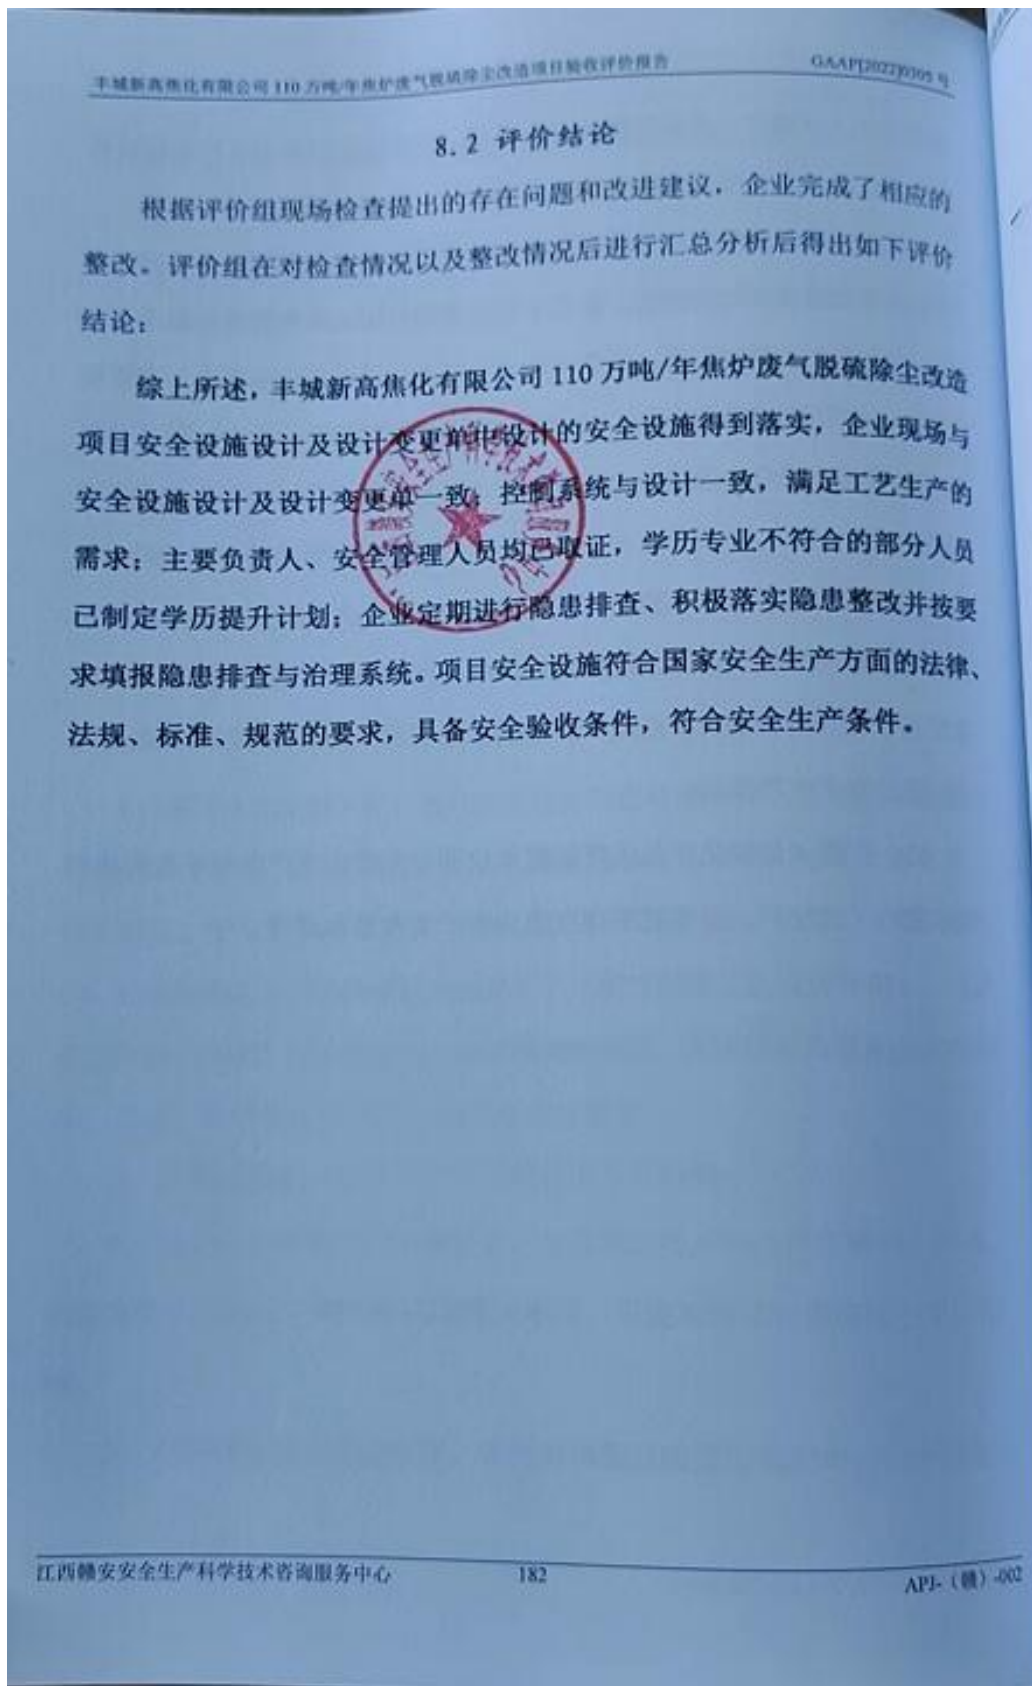 丰城新高焦化有限公司 110 万吨/年焦炉废气脱硫除尘改造项目验收评价报告
GAAP[2022]0305 号
8.2 评价结论
根据评价组现场检查提出的存在问题和改进建议，企业完成了相应的
整改。评价组在对检查情况以及整改情况后进行汇总分析后得出如下评价
结论：
综上所述，丰城新高焦化有限公司 110 万吨/年焦炉废气脱硫除尘改造
项目安全设施设计及设计变更单中设计的安全设施得到落实，企业现场与
安全设施设计及设计变更单一致；控制系统与设计一致，满足工艺生产的
需求；主要负责人、安全管理人员均已取证，学历专业不符合的部分人员
已制定学历提升计划；企业定期进行隐患排查、积极落实隐患整改并按要
求填报隐患排查与治理系统。项目安全设施符合国家安全生产方面的法律、
法规、标准、规范的要求，具备安全验收条件，符合安全生产条件。
江西赣安安全生产科学技术咨询服务中心
182
APJ-（赣）-002